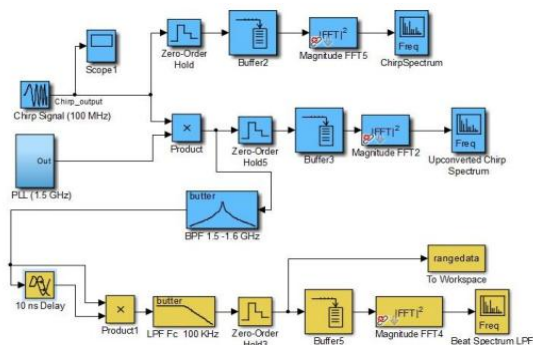 Scope1
Zero-Order
Hold
Buffer2
|FFT|²
Magnitude FFT5
Freq
ChirpSpectrum
Chirp_output
Chirp Signal (100 MHz)
Out
PLL (1.5 GHz)
×
Product
Zero-Order
Hold5
Buffer3
|FFT|²
Magnitude FFT2
Freq
Upconverted Chirp
Spectrum
butter
BPF 1.5 -1.6 GHz
rangedata
To Workspace
10 ns Delay
×
Product1
butter
LPF Fc 100 KHz
Zero-Order
Hold3
Buffer5
|FFT|²
Magnitude FFT4
Freq
Beat Spectrum LPF